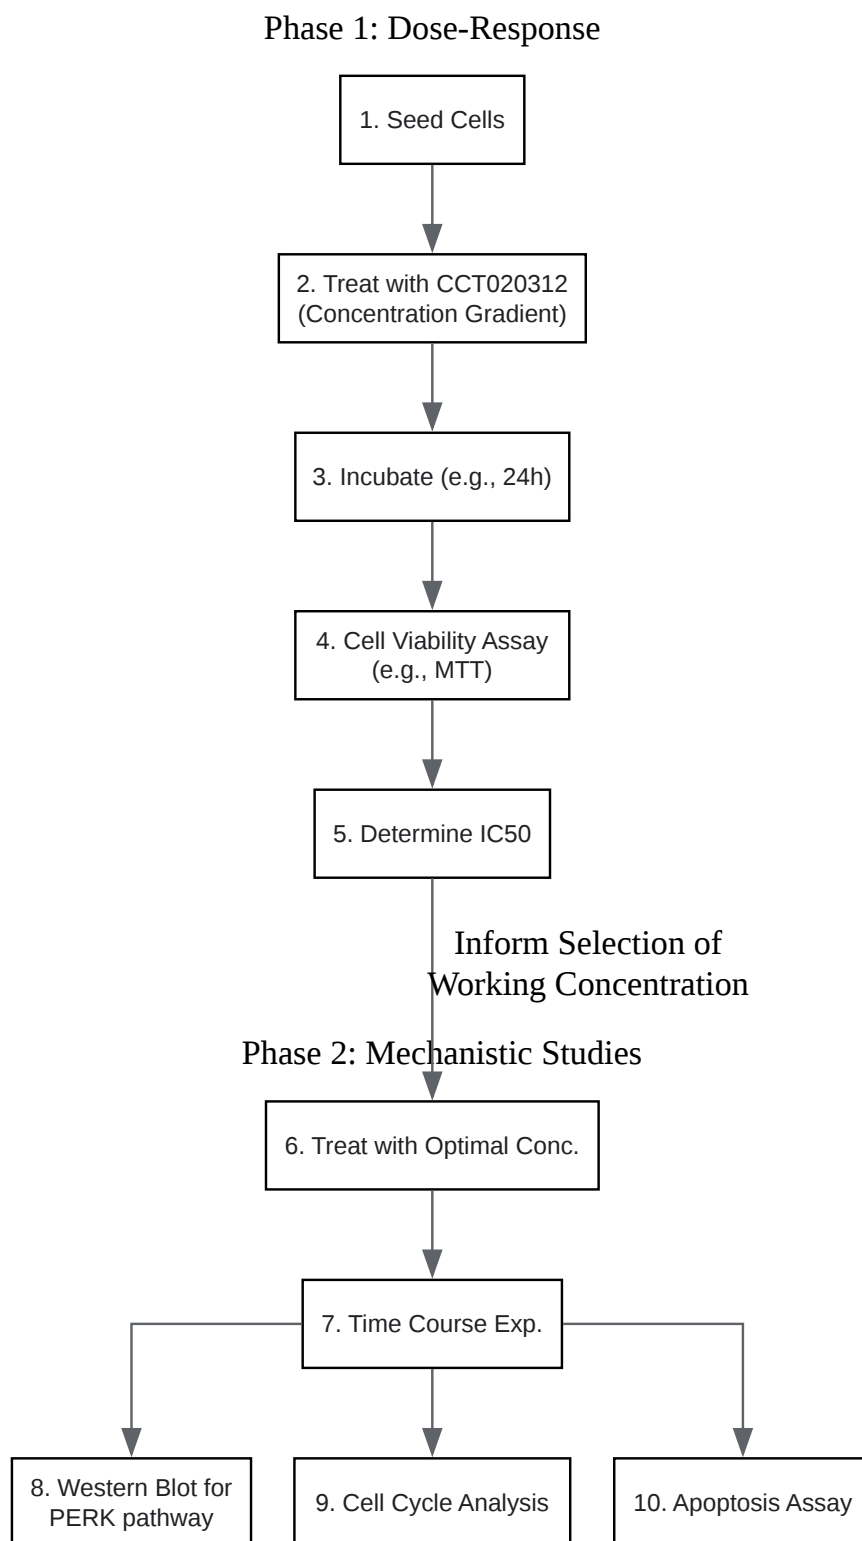 Phase 1: Dose-Response
1. Seed Cells
2. Treat with CCT020312
(Concentration Gradient)
3. Incubate (e.g., 24h)
4. Cell Viability Assay
(e.g., MTT)
5. Determine IC50
Inform Selection of
Working Concentration
Phase 2: Mechanistic Studies
6. Treat with Optimal Conc.
7. Time Course Exp.
8. Western Blot for
PERK pathway
9. Cell Cycle Analysis
10. Apoptosis Assay